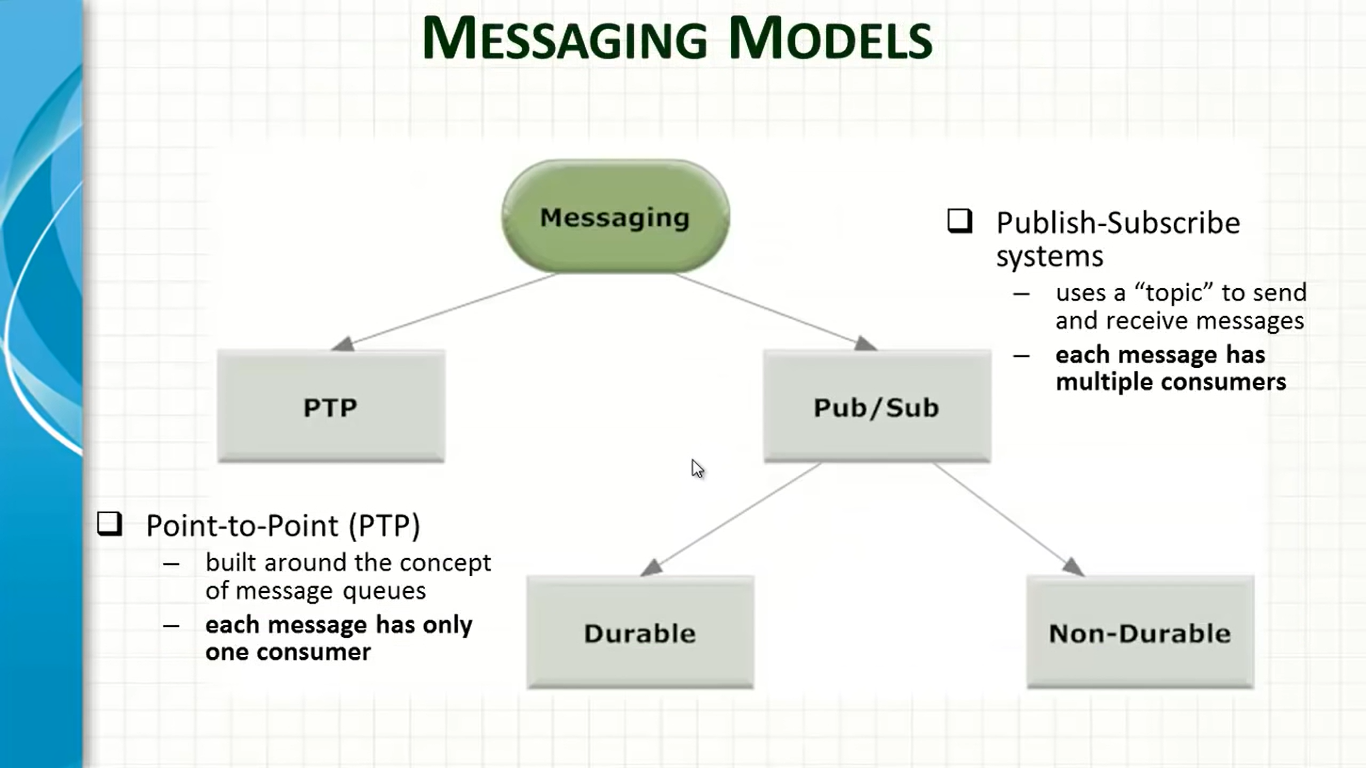 MESSAGING MODELS
Messaging
❑ Publish-Subscribe
systems
– uses a “topic” to send
and receive messages
– each message has
multiple consumers
PTP
Pub/Sub
❑ Point-to-Point (PTP)
– built around the concept
of message queues
– each message has only
one consumer
Durable
Non-Durable